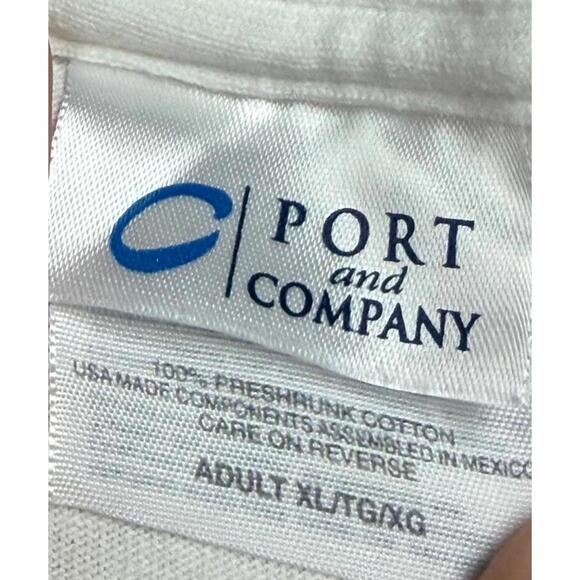 PORT
and
COMPANY
100% PRESHRUNK COTTON
USA MADE COMPONENTS ASSEMBLED IN MEXICO
CARE ON REVERSE
ADULT XL/TG/XG